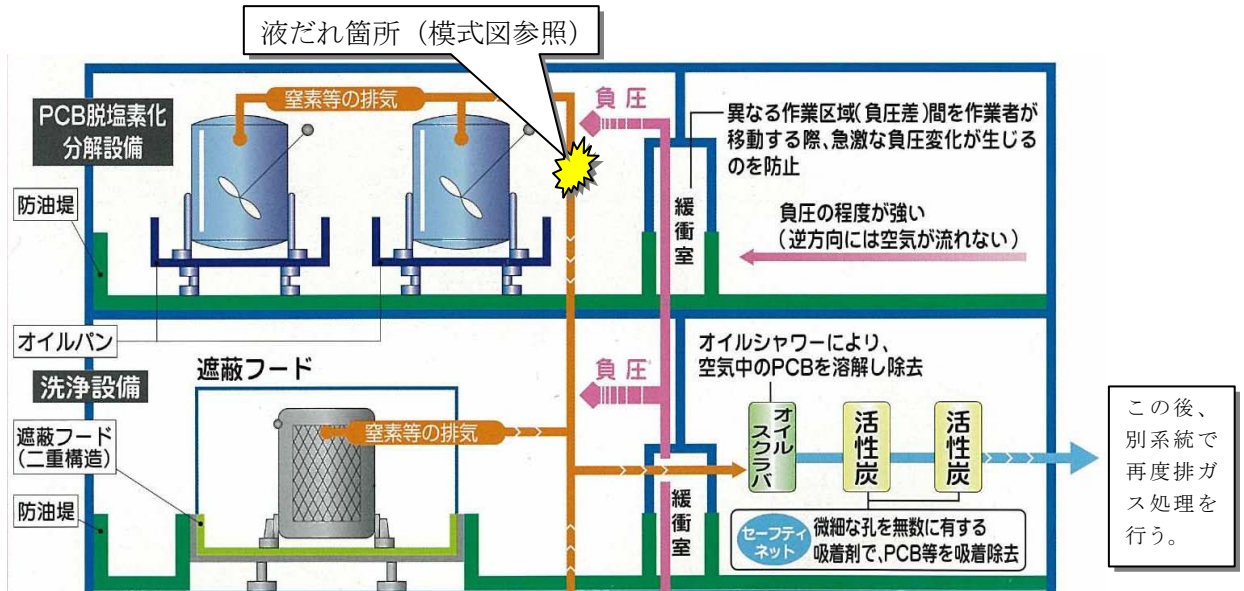 液だれ箇所（模式図参照）
PCB脱塩素化
分解設備
窒素等の排気
負圧
異なる作業区域(負圧差)間を作業者が
移動する際、急激な負圧変化が生じる
のを防止
防油堤
緩衝室
負圧の程度が強い
（逆方向には空気が流れない）
オイルパン
洗浄設備
遮蔽フード
負圧
オイルシャワーにより、
空気中のPCBを溶解し除去
遮蔽フード
(二重構造)
窒素等の排気
オイル
スクラバ
活性炭
活性炭
この後、
別系統で
再度排ガ
ス処理を
行う。
防油堤
緩衝室
セーフティ
ネット
微細な孔を無数に有する
吸着剤で、PCB等を吸着除去